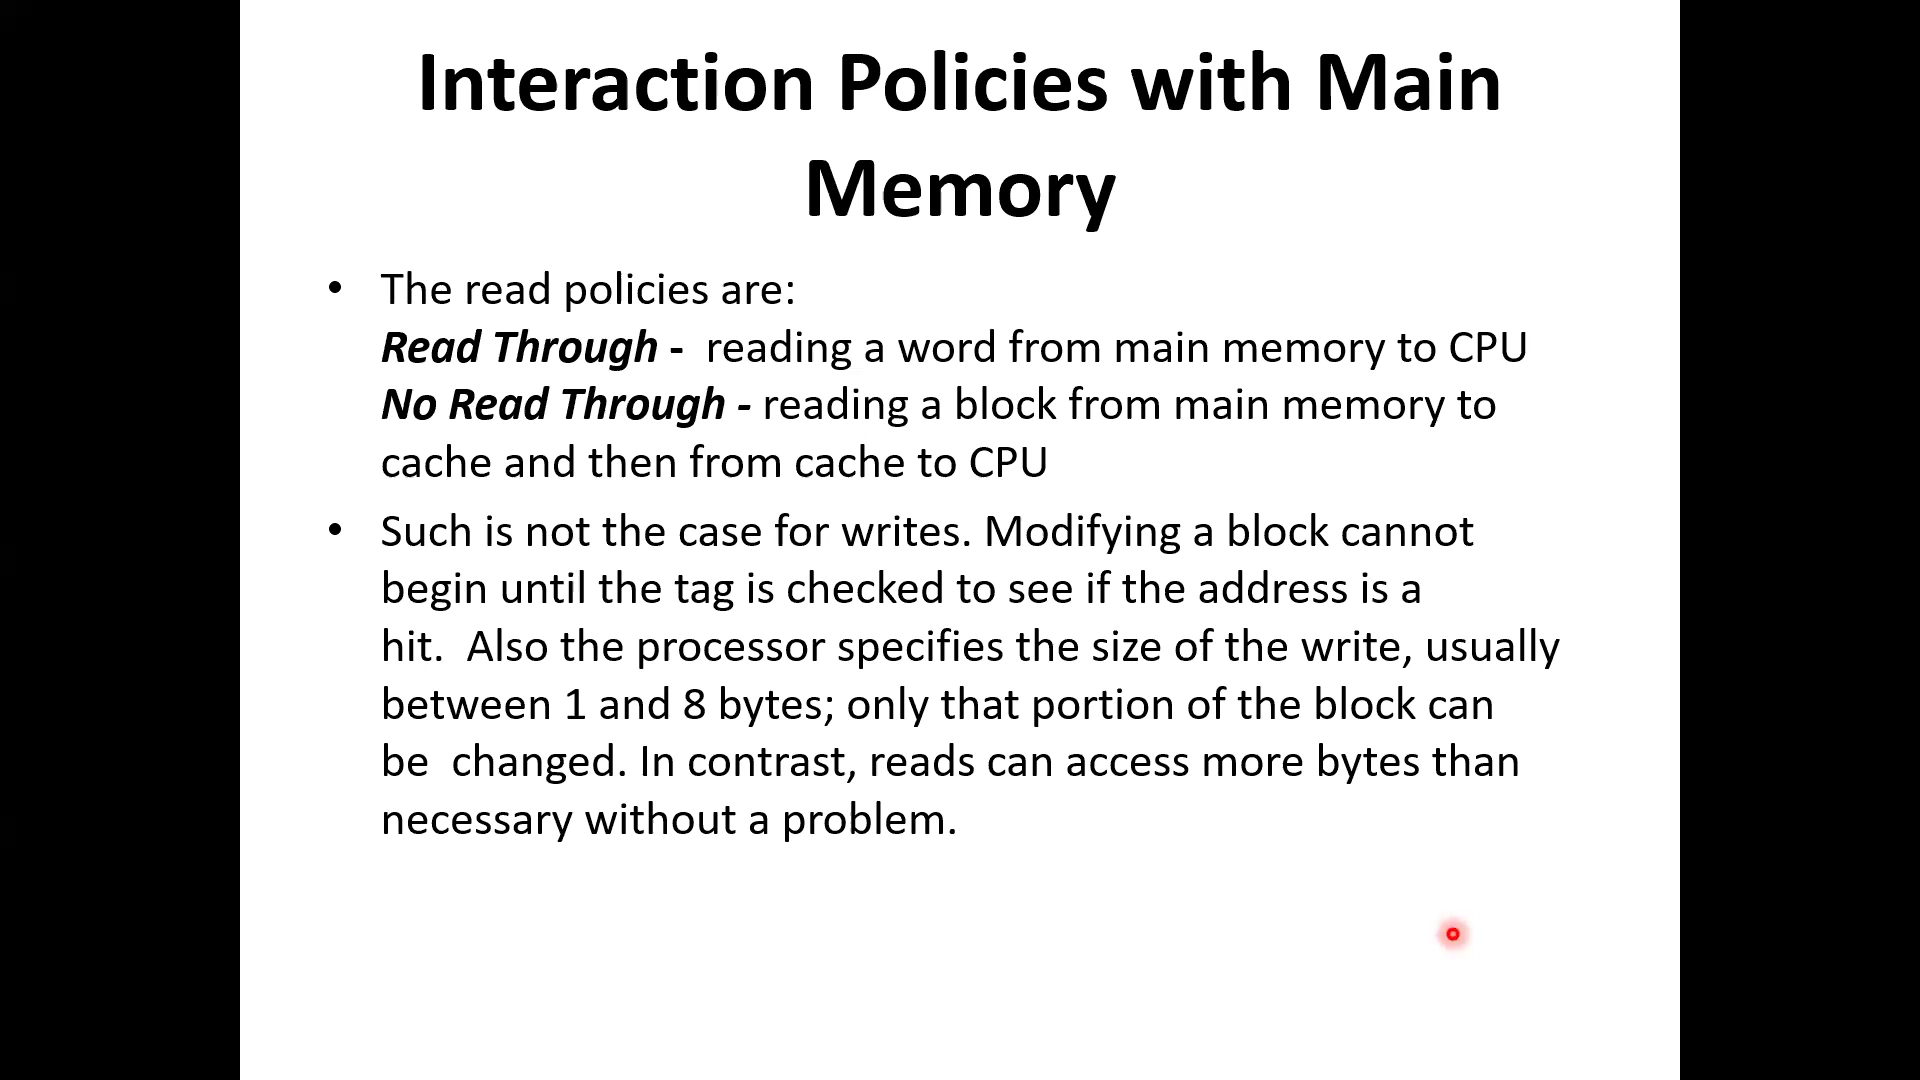 Interaction Policies with Main
Memory
• The read policies are:
Read Through -  reading a word from main memory to CPU
No Read Through - reading a block from main memory to
cache and then from cache to CPU
• Such is not the case for writes. Modifying a block cannot
begin until the tag is checked to see if the address is a
hit.  Also the processor specifies the size of the write, usually
between 1 and 8 bytes; only that portion of the block can
be  changed. In contrast, reads can access more bytes than
necessary without a problem.